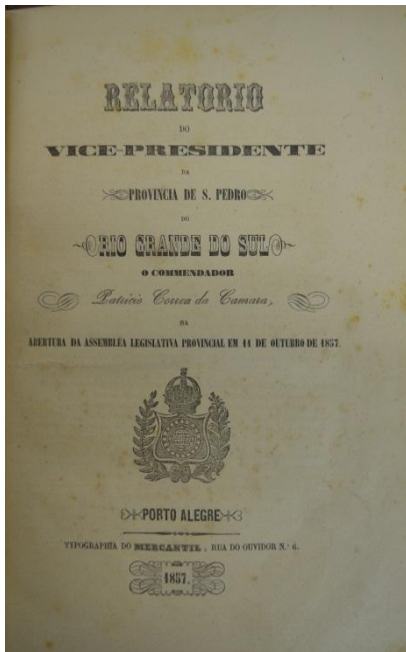 RELATORIO
DO
VICE-PRESIDENTE
DA
PROVINCIA DE S. PEDRO
DO
RIO GRANDE DO SUL
O COMMENDADOR
Patricio Correa da Camara,
NA
ABERTURA DA ASSEMBLÉA LEGISLATIVA PROVINCIAL EM 11 DE OUTUBRO DE 1857.
PORTO ALEGRE
TYPOGRAPHIA DO MERCANTIL, RUA DO OUVIDOR N.º 6.
1857.